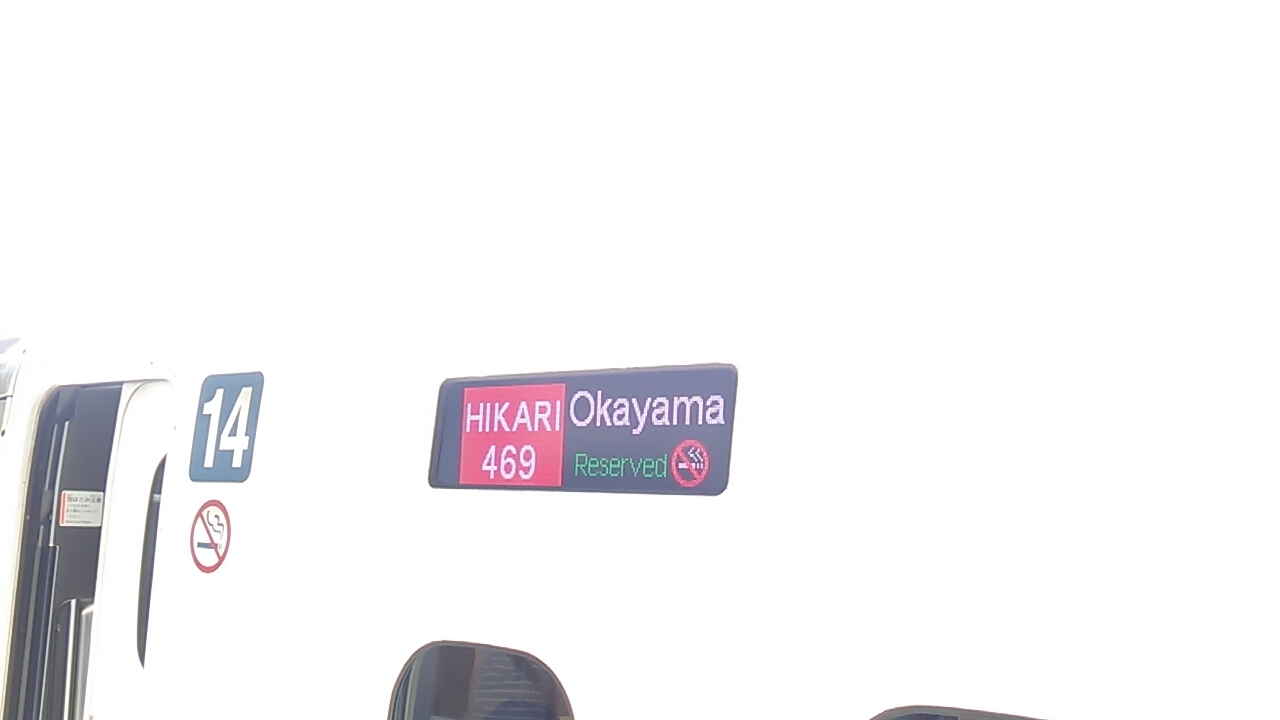 14
HIKARI
469
Okayama
Reserved